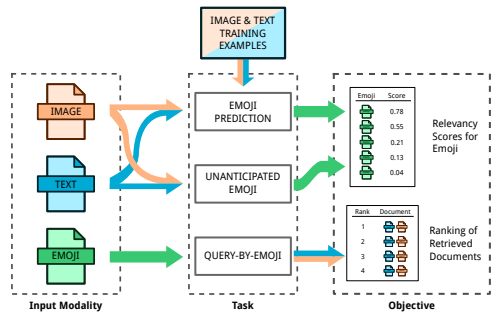 IMAGE & TEXT
TRAINING
EXAMPLES
IMAGE
TEXT
EMOJI
EMOJI
PREDICTION
UNANTICIPATED
EMOJI
QUERY-BY-EMOJI
Emoji Score
0.78
0.55
0.21
0.13
0.04
Relevancy
Scores for
Emoji
Rank Document
1
2
3
4
Ranking of
Retrieved
Documents
Input Modality
Task
Objective